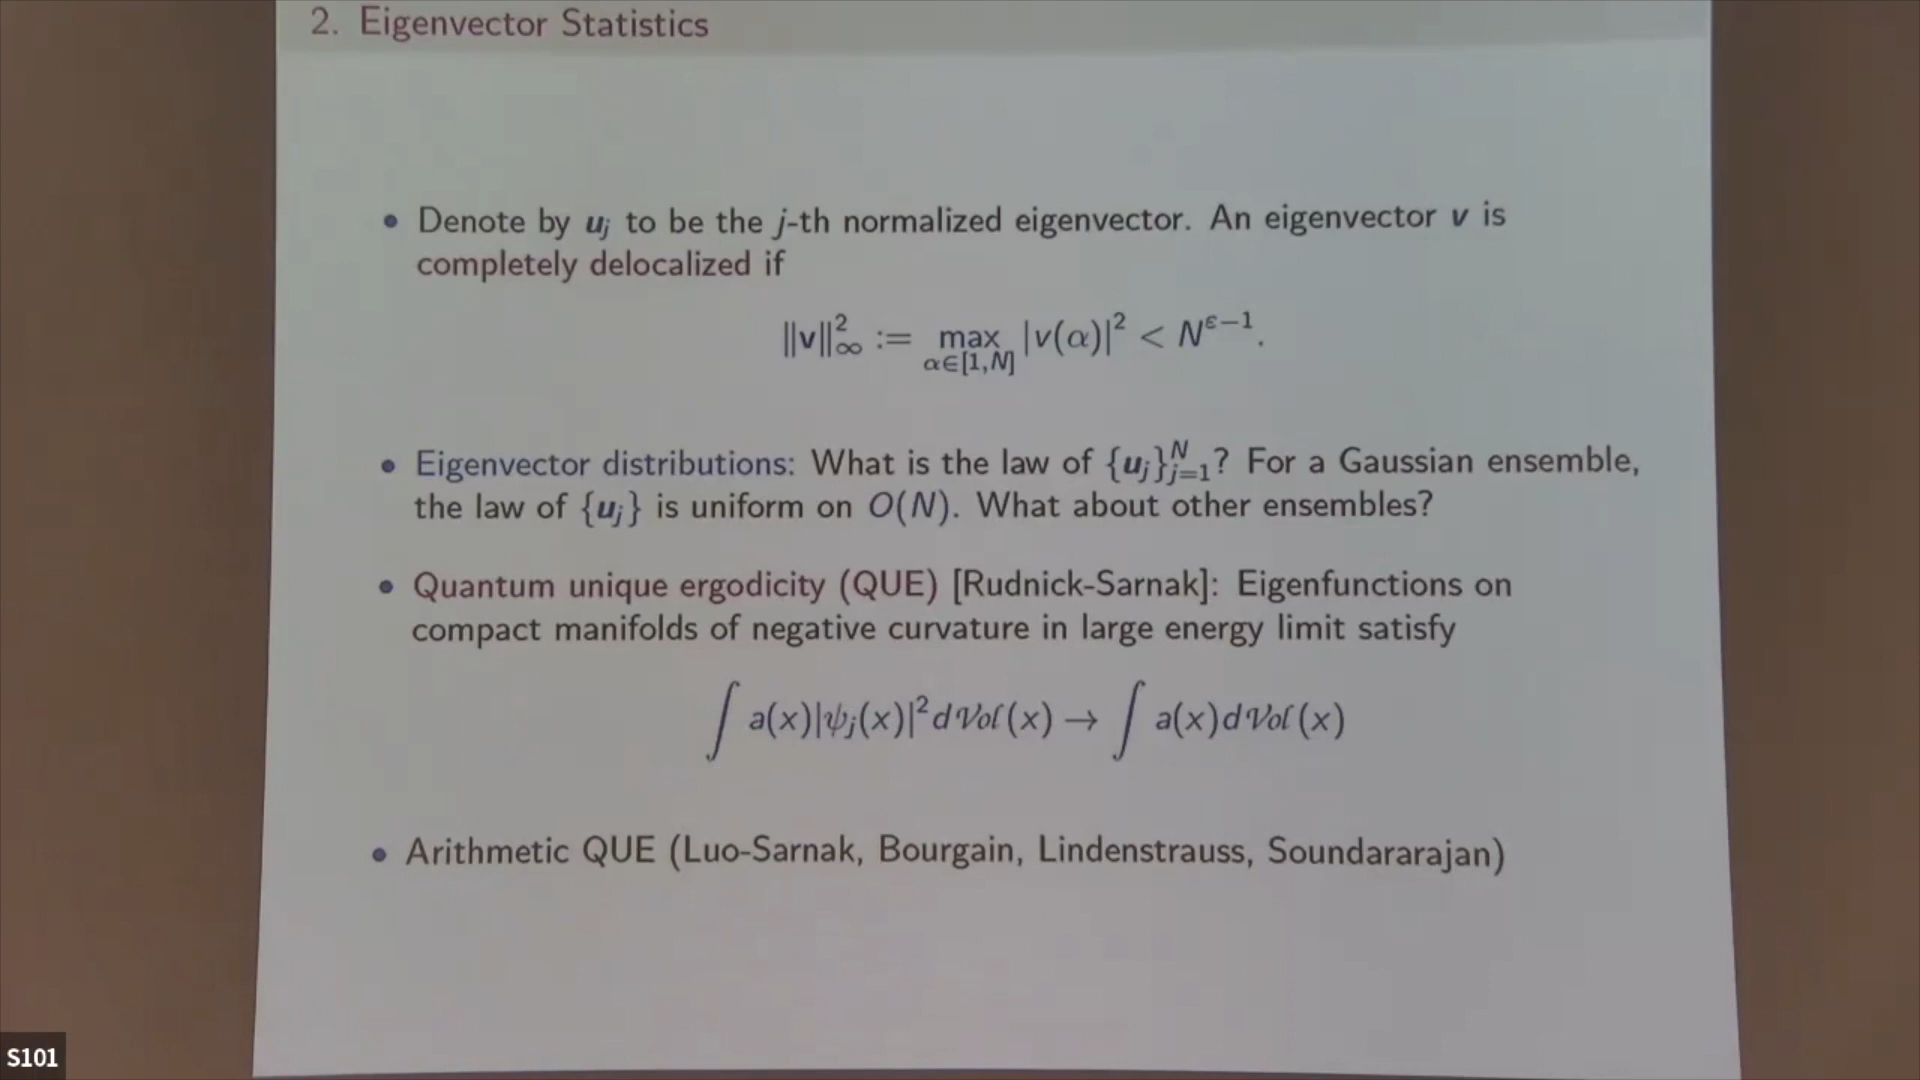 2. Eigenvector Statistics
• Denote by u_j to be the j-th normalized eigenvector. An eigenvector v is
completely delocalized if
‖v‖²_∞ := max_{α∈[1,N]} |v(α)|² < N^{ε−1}.
• Eigenvector distributions: What is the law of {u_j}^N_{j=1}? For a Gaussian ensemble,
the law of {u_j} is uniform on O(N). What about other ensembles?
• Quantum unique ergodicity (QUE) [Rudnick-Sarnak]: Eigenfunctions on
compact manifolds of negative curvature in large energy limit satisfy
∫ a(x)|ψ_j(x)|² dVol(x) → ∫ a(x)dVol(x)
• Arithmetic QUE (Luo-Sarnak, Bourgain, Lindenstrauss, Soundararajan)
S101